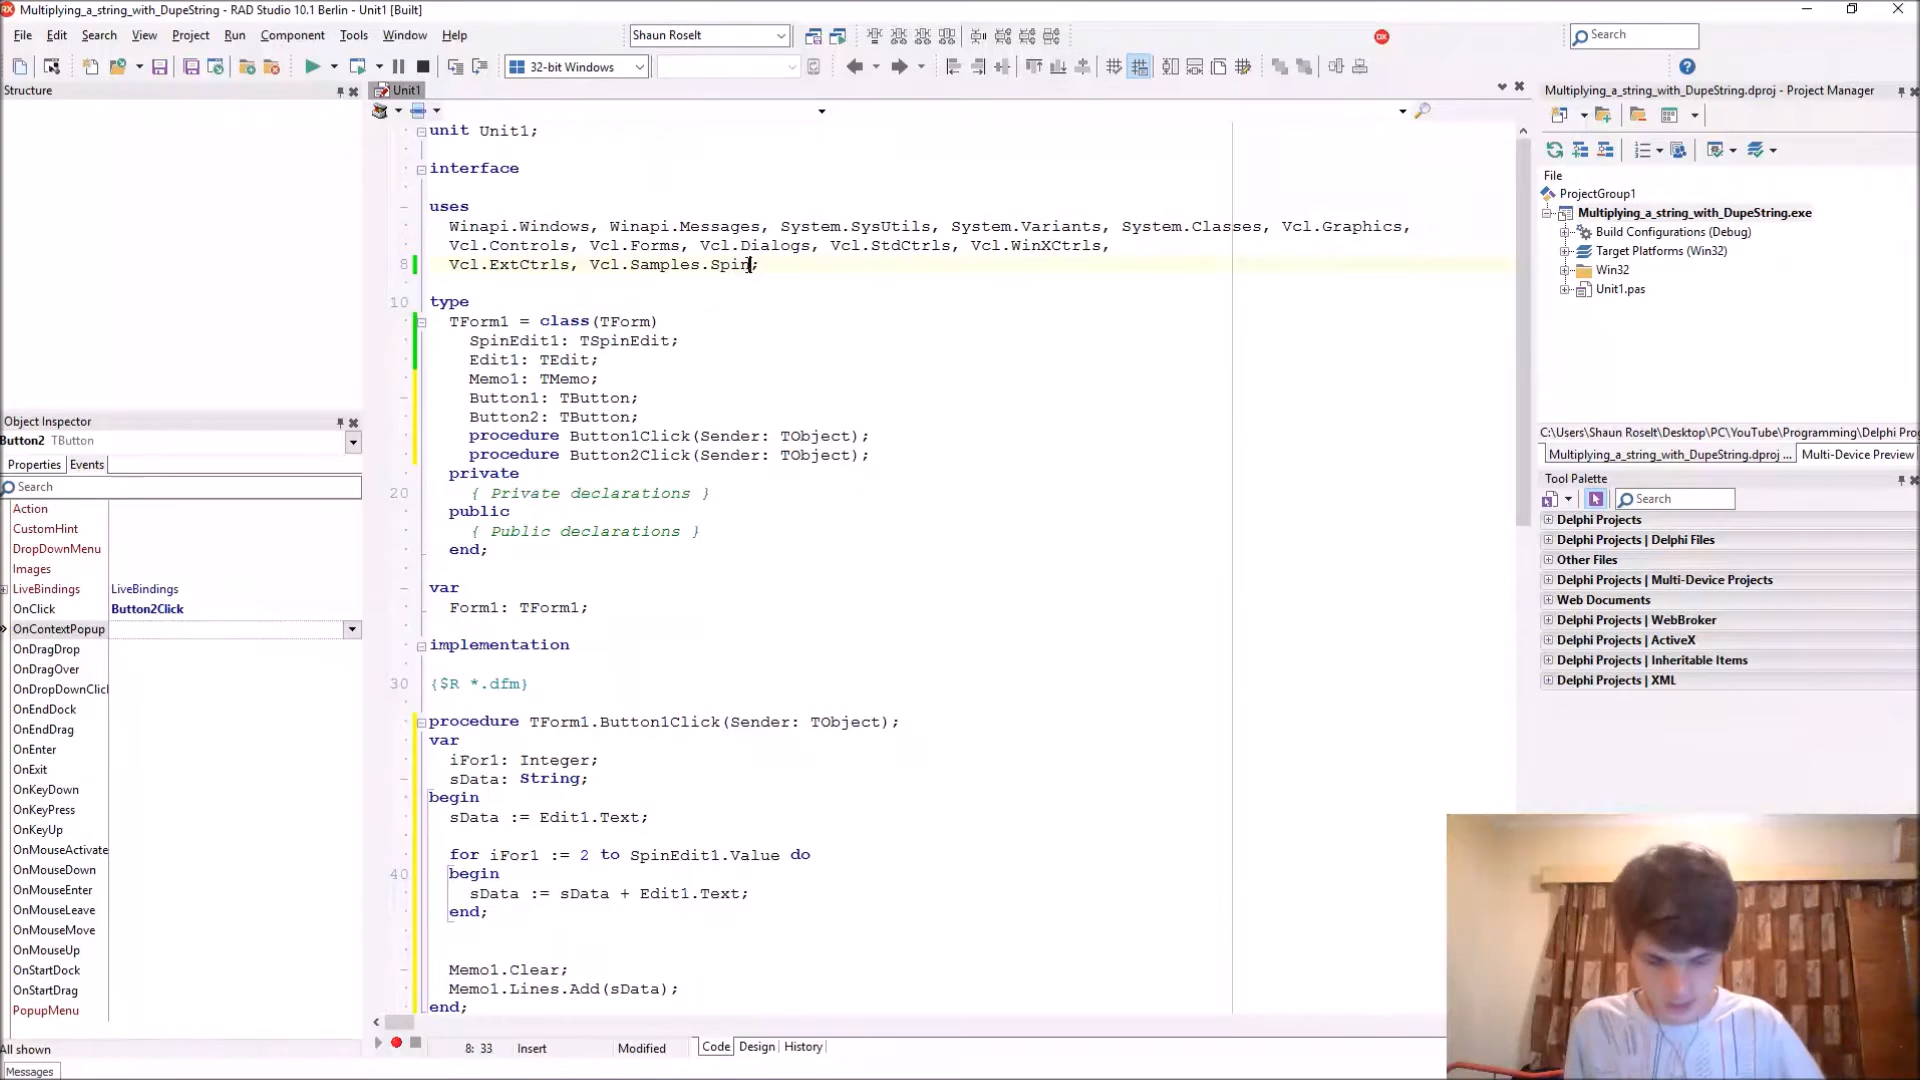 Multiplying_a_string_with_DupeString - RAD Studio 10.1 Berlin - Unit1 [Built]
File Edit Search View Project Run Component Tools Window Help
Shaun Roselt
Search
32-bit Windows
Structure
Unit1
Multiplying_a_string_with_DupeString.dproj - Project Manager
unit Unit1;
interface
uses
Winapi.Windows, Winapi.Messages, System.SysUtils, System.Variants, System.Classes, Vcl.Graphics,
Vcl.Controls, Vcl.Forms, Vcl.Dialogs, Vcl.StdCtrls, Vcl.WinXCtrls,
8 Vcl.ExtCtrls, Vcl.Samples.Spin;
10 type
TForm1 = class(TForm)
SpinEdit1: TSpinEdit;
Edit1: TEdit;
Memo1: TMemo;
Button1: TButton;
Button2: TButton;
procedure Button1Click(Sender: TObject);
procedure Button2Click(Sender: TObject);
private
20 { Private declarations }
public
{ Public declarations }
end;
var
Form1: TForm1;
implementation
30 {$R *.dfm}
procedure TForm1.Button1Click(Sender: TObject);
var
iFor1: Integer;
sData: String;
begin
sData := Edit1.Text;
for iFor1 := 2 to SpinEdit1.Value do
40 begin
sData := sData + Edit1.Text;
end;
Memo1.Clear;
Memo1.Lines.Add(sData);
end;
8: 33 Insert Modified Code Design History
Object Inspector
Button2 TButton
Properties Events
Search
Action
CustomHint
DropDownMenu
Images
LiveBindings LiveBindings
OnClick Button2Click
OnContextPopup
OnDragDrop
OnDragOver
OnDropDownClicl
OnEndDock
OnEndDrag
OnEnter
OnExit
OnKeyDown
OnKeyPress
OnKeyUp
OnMouseActivate
OnMouseDown
OnMouseEnter
OnMouseLeave
OnMouseMove
OnMouseUp
OnStartDock
OnStartDrag
PopupMenu
All shown
Messages
File
ProjectGroup1
Multiplying_a_string_with_DupeString.exe
Build Configurations (Debug)
Target Platforms (Win32)
Win32
Unit1.pas
C:\Users\Shaun Roselt\Desktop\PC\YouTube\Programming\Delphi Prog
Multiplying_a_string_with_DupeString.dproj ... Multi-Device Preview
Tool Palette
Search
Delphi Projects
Delphi Projects | Delphi Files
Other Files
Delphi Projects | Multi-Device Projects
Web Documents
Delphi Projects | WebBroker
Delphi Projects | ActiveX
Delphi Projects | Inheritable Items
Delphi Projects | XML